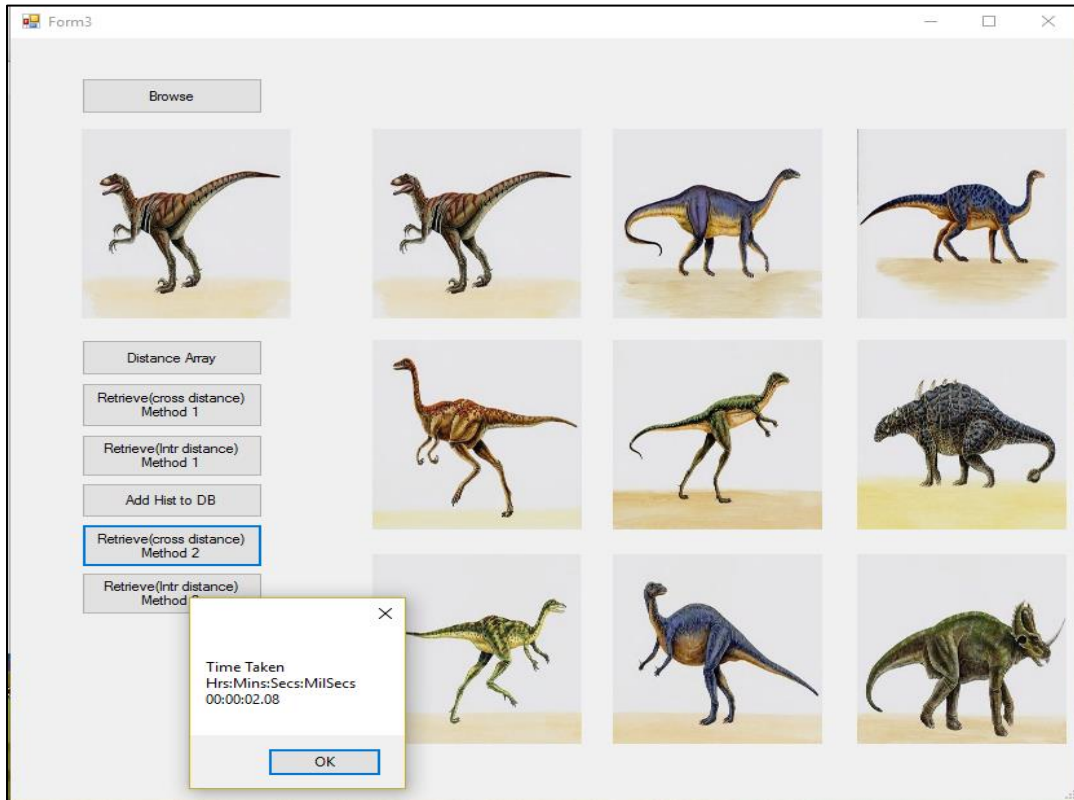 Form3
Browse
Distance Array
Retrieve(cross distance)
Method 1
Retrieve(Intr distance)
Method 1
Add Hist to DB
Retrieve(cross distance)
Method 2
Retrieve(Intr distance)
Method
Time Taken
Hrs:Mins:Secs:MilSecs
00:00:02.08
OK